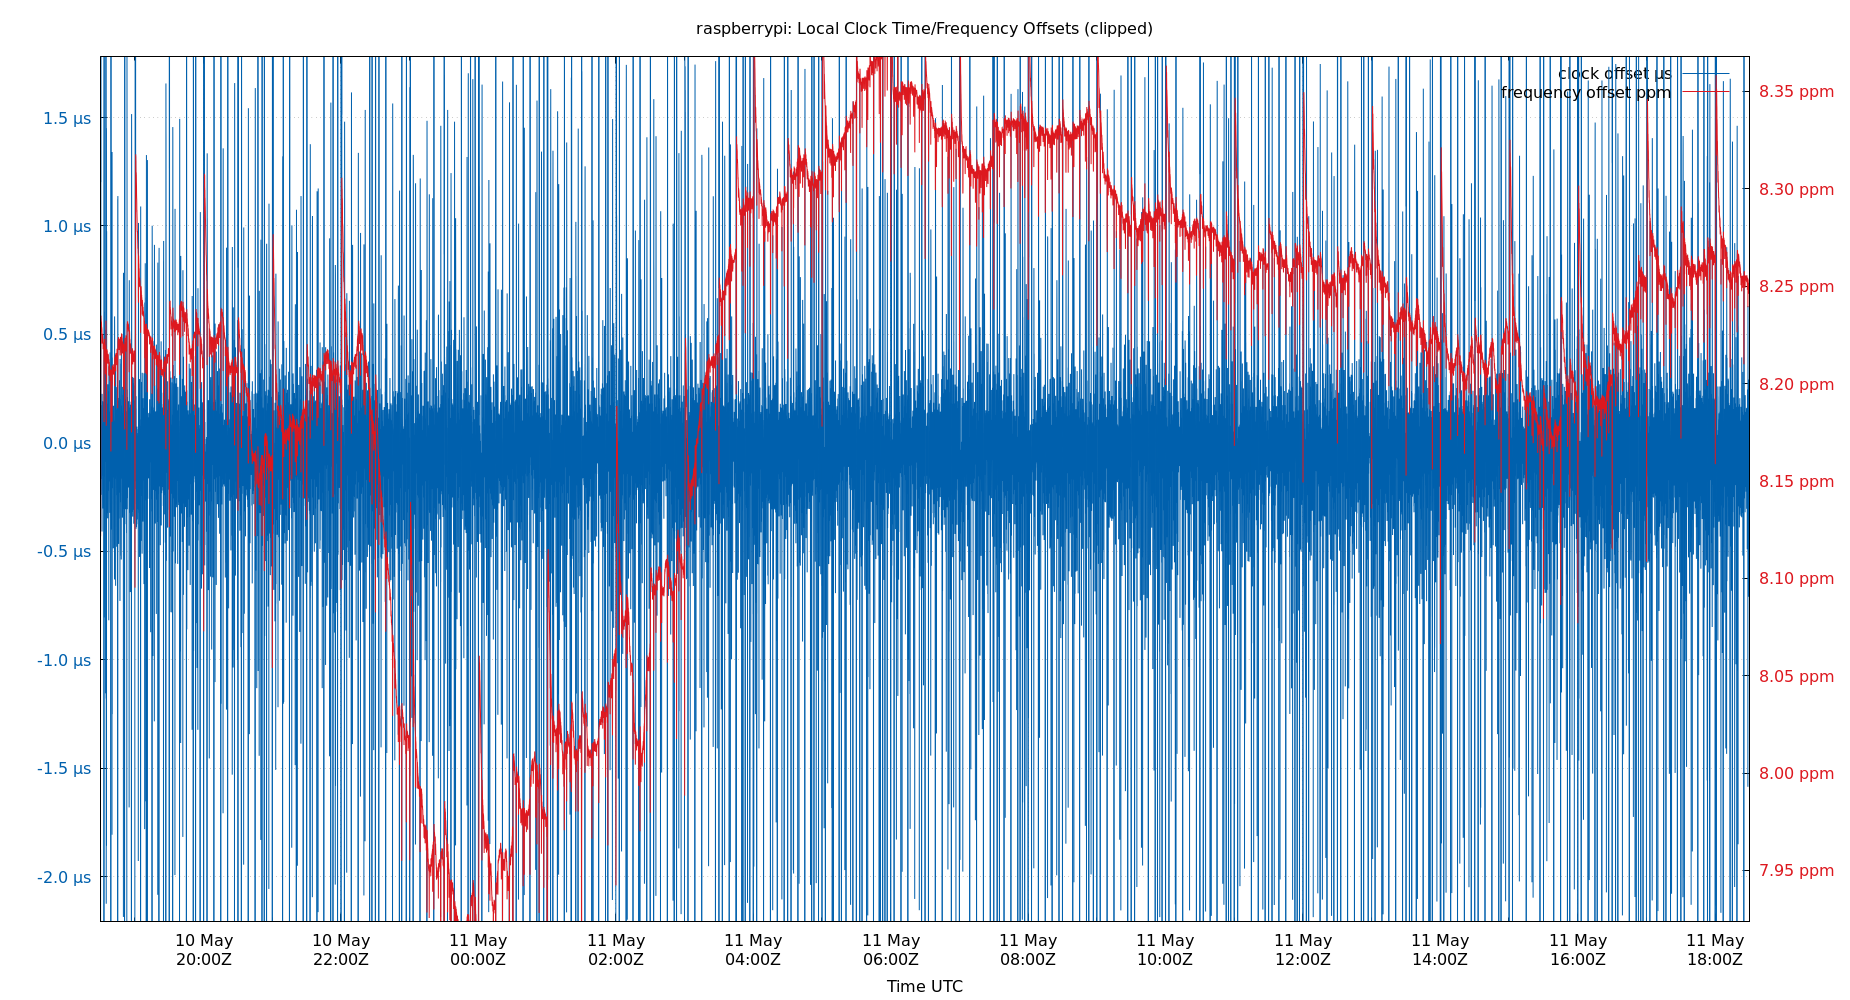 raspberrypi: Local Clock Time/Frequency Offsets (clipped)
clock offset µs
frequency offset ppm
1.5 µs
1.0 µs
0.5 µs
0.0 µs
-0.5 µs
-1.0 µs
-1.5 µs
-2.0 µs
8.35 ppm
8.30 ppm
8.25 ppm
8.20 ppm
8.15 ppm
8.10 ppm
8.05 ppm
8.00 ppm
7.95 ppm
10 May
20:00Z
10 May
22:00Z
11 May
00:00Z
11 May
02:00Z
11 May
04:00Z
11 May
06:00Z
11 May
08:00Z
11 May
10:00Z
11 May
12:00Z
11 May
14:00Z
11 May
16:00Z
11 May
18:00Z
Time UTC